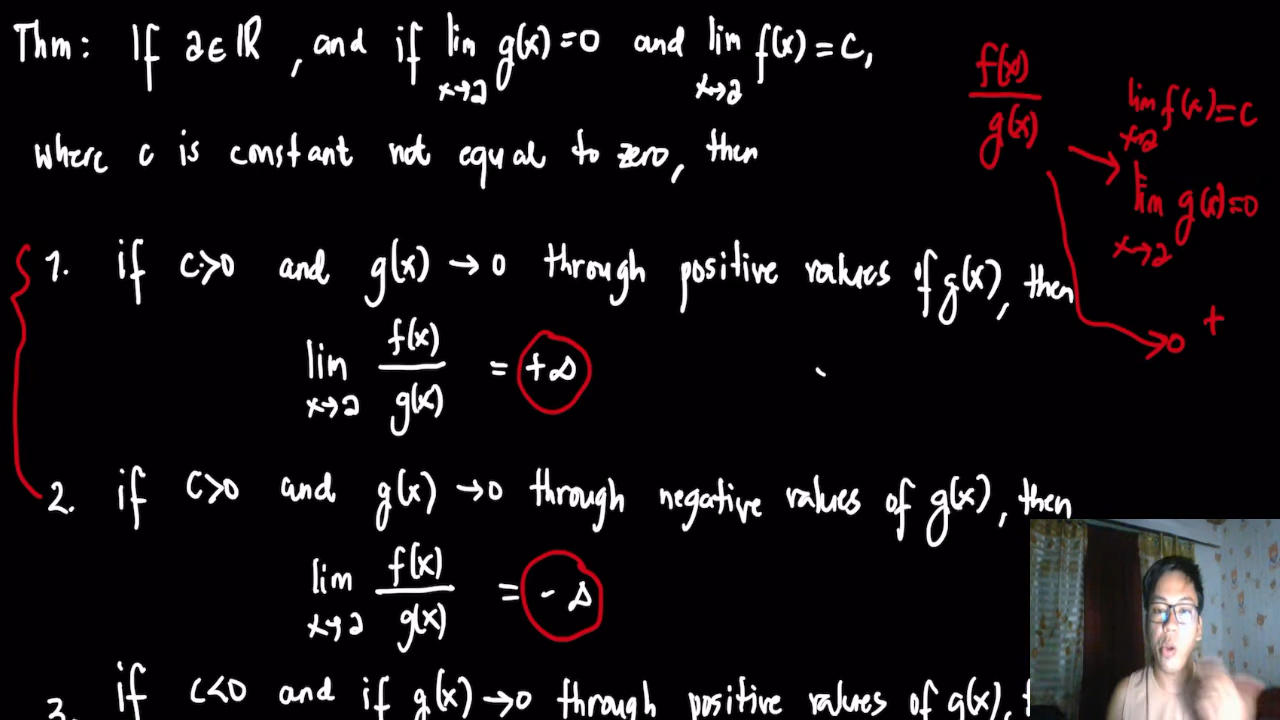 Thm: If a∈ℝ, and if lim x→a g(x)=0 and lim x→a f(x)=c,
where c is constant not equal to zero, then
1. if c>0 and g(x)→0 through positive values of g(x), then
lim x→a f(x)/g(x) = +∞
2. if c>0 and g(x)→0 through negative values of g(x), then
lim x→a f(x)/g(x) = -∞
3. if c<0 and if g(x)→0 through positive values of g(x),
f(x)/g(x)
lim x→a f(x)=c
lim x→a g(x)=0
0 +